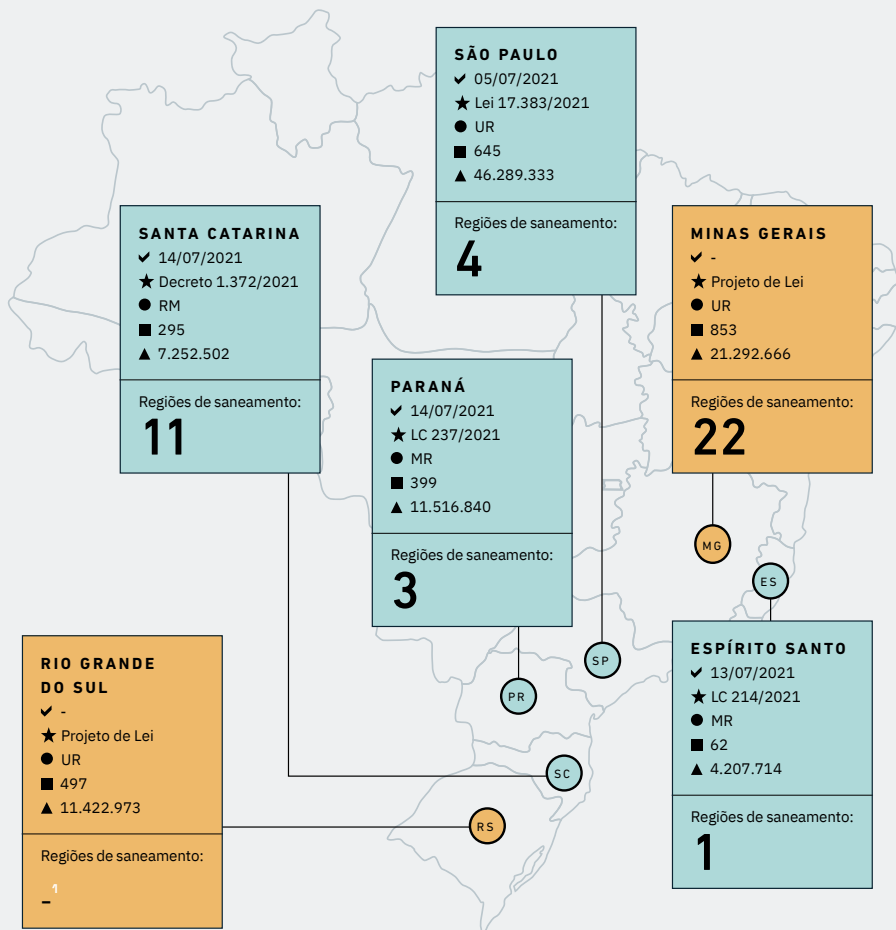 SÃO PAULO
✔ 05/07/2021
★ Lei 17.383/2021
● UR
■ 645
▲ 46.289.333
Regiões de saneamento:
4
SANTA CATARINA
✔ 14/07/2021
★ Decreto 1.372/2021
● RM
■ 295
▲ 7.252.502
Regiões de saneamento:
11
MINAS GERAIS
✔ -
★ Projeto de Lei
● UR
■ 853
▲ 21.292.666
Regiões de saneamento:
22
PARANÁ
✔ 14/07/2021
★ LC 237/2021
● MR
■ 399
▲ 11.516.840
Regiões de saneamento:
3
MG
ES
ESPÍRITO SANTO
✔ 13/07/2021
★ LC 214/2021
● MR
■ 62
▲ 4.207.714
Regiões de saneamento:
1
RIO GRANDE
DO SUL
✔ -
★ Projeto de Lei
● UR
■ 497
▲ 11.422.973
Regiões de saneamento:
-¹
SP
PR
SC
RS